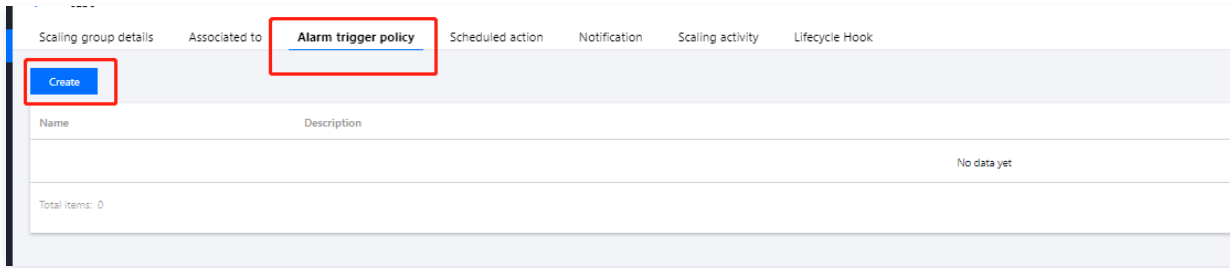 Scaling group details Associated to Alarm trigger policy Scheduled action Notification Scaling activity Lifecycle Hook
Create
Name Description
No data yet
Total items: 0